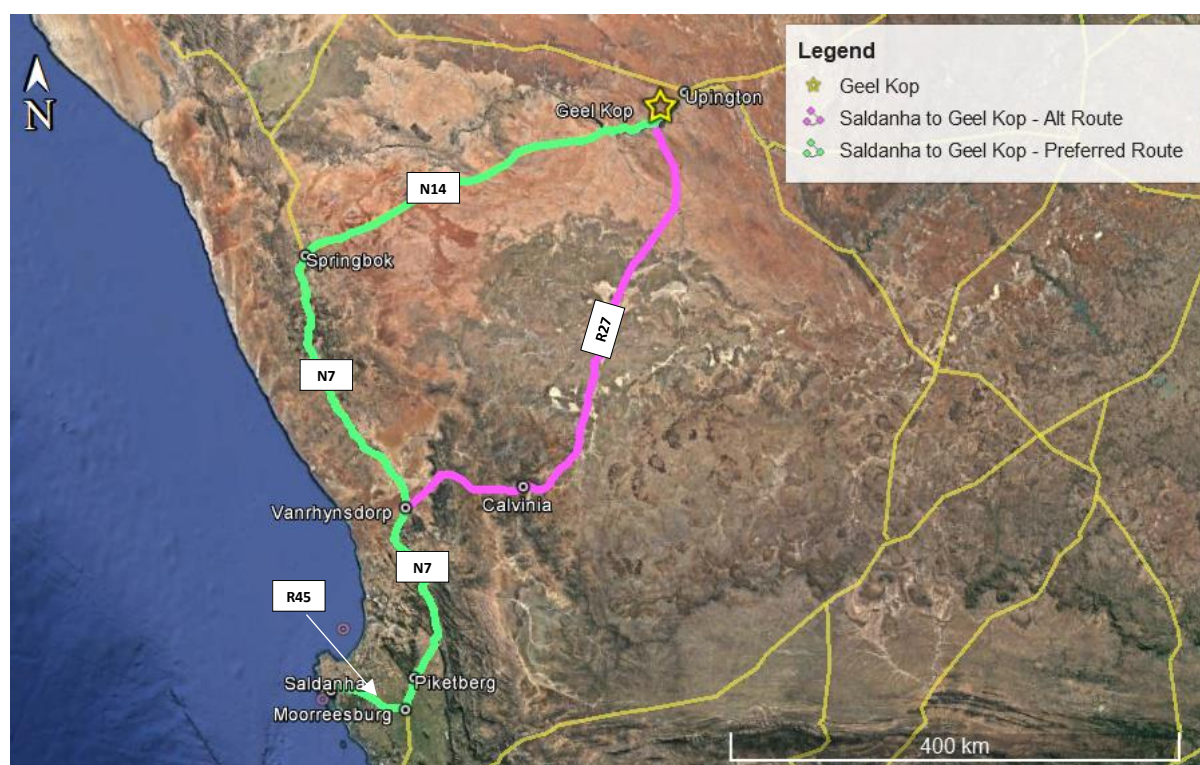 Legend
Geel Kop
Saldanha to Geel Kop - Alt Route
Saldanha to Geel Kop - Preferred Route
N
Upington
Geel Kop
N14
Springbok
R27
N7
Calvinia
Vanrhynsdorp
N7
R45
Saldanha
Piketberg
Moorreesburg
400 km